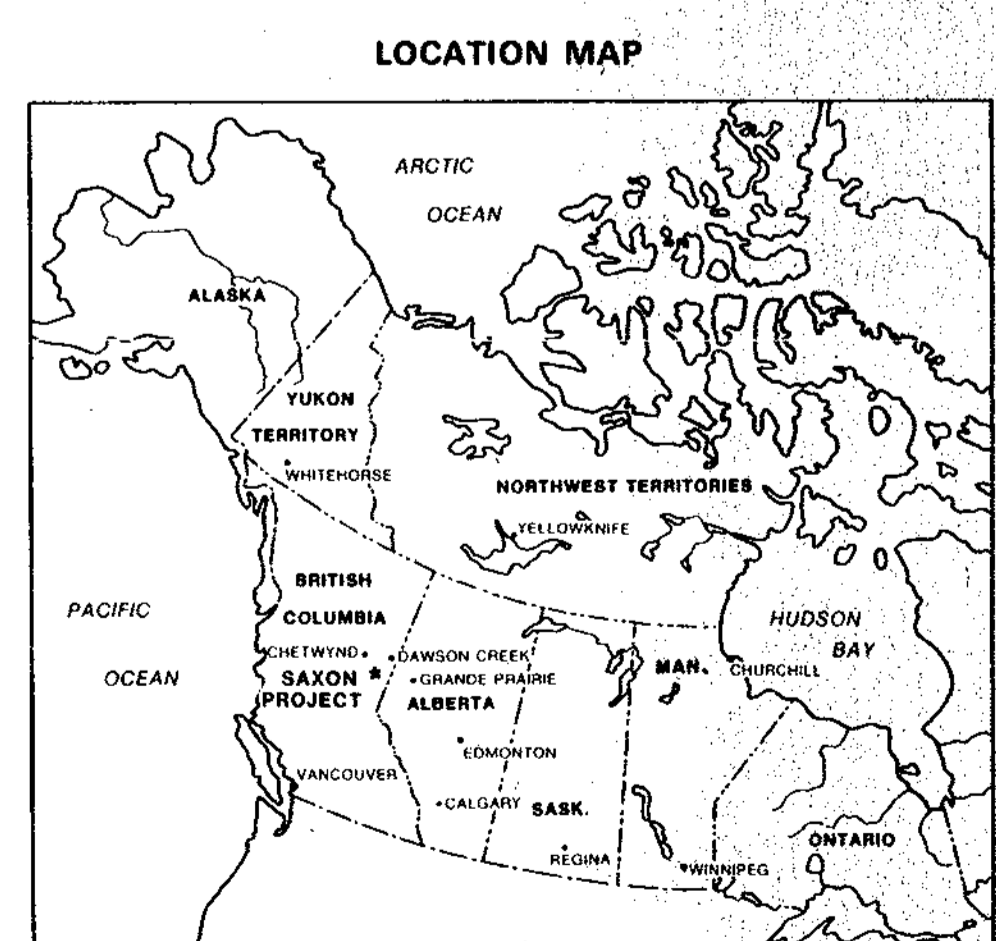 LOCATION MAP
ARCTIC
OCEAN
ALASKA
YUKON
TERRITORY
WHITEHORSE
NORTHWEST TERRITORIES
YELLOWKNIFE
BRITISH
COLUMBIA
PACIFIC
OCEAN
HUDSON
BAY
CHETWYND
DAWSON CREEK
MAN.
CHURCHILL
SAXON *
PROJECT
GRANDE PRAIRIE
ALBERTA
EDMONTON
VANCOUVER
CALGARY
SASK.
ONTARIO
REGINA
WINNIPEG